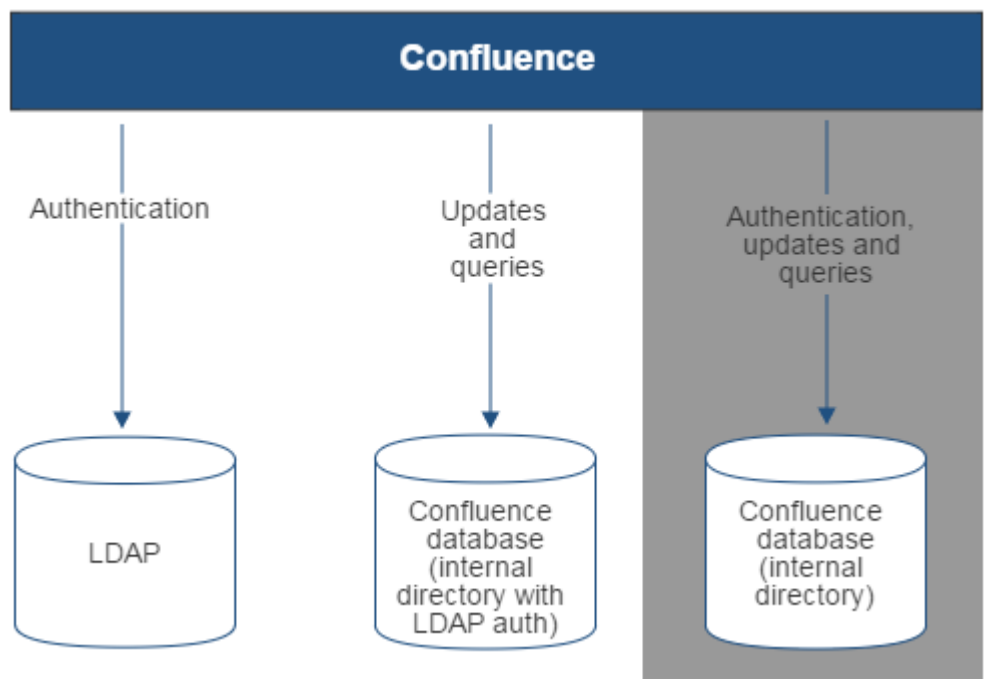 Confluence
Authentication
Updates
and
queries
Authentication,
updates and
queries
LDAP
Confluence
database
(internal
directory with
LDAP auth)
Confluence
database
(internal
directory)